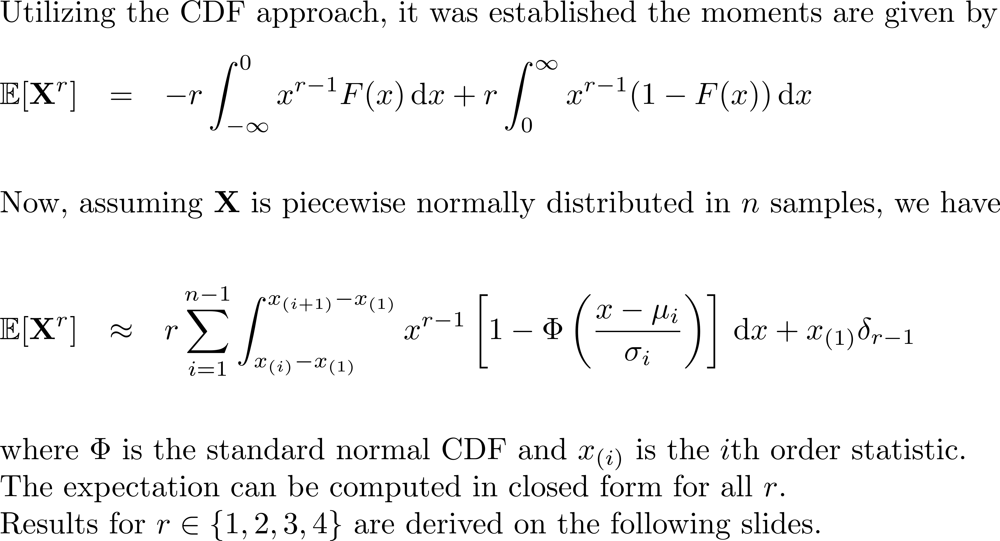 Utilizing the CDF approach, it was established the moments are given by
$\mathbb{E}[\mathbf{X}^r] = -r \int_{-\infty}^{0} x^{r-1} F(x)\, \mathrm{d}x + r \int_{0}^{\infty} x^{r-1} (1 - F(x))\, \mathrm{d}x$
Now, assuming $\mathbf{X}$ is piecewise normally distributed in $n$ samples, we have
$\mathbb{E}[\mathbf{X}^r] \approx r \sum_{i=1}^{n-1} \int_{x_{(i)}-x_{(1)}}^{x_{(i+1)}-x_{(1)}} x^{r-1} \left[ 1 - \Phi\left( \frac{x - \mu_i}{\sigma_i} \right) \right] \mathrm{d}x + x_{(1)} \delta_{r-1}$
where $\Phi$ is the standard normal CDF and $x_{(i)}$ is the $i$th order statistic.
The expectation can be computed in closed form for all $r$.
Results for $r \in \{1, 2, 3, 4\}$ are derived on the following slides.